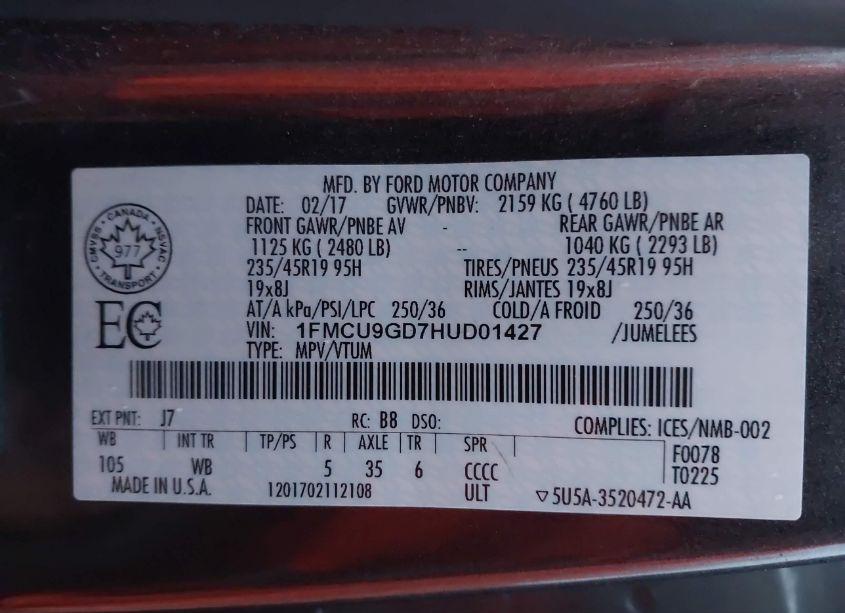 MFD. BY FORD MOTOR COMPANY
DATE: 02/17 GVWR/PNBV: 2159 KG ( 4760 LB)
FRONT GAWR/PNBE AV - REAR GAWR/PNBE AR
1125 KG ( 2480 LB) -- 1040 KG ( 2293 LB)
235/45R19 95H TIRES/PNEUS 235/45R19 95H
19x8J RIMS/JANTES 19x8J
AT/A kPa/PSI/LPC 250/36 COLD/A FROID 250/36
VIN: 1FMCU9GD7HUD01427 /JUMELEES
TYPE: MPV/VTUM
CANADA
CMVSS NSVAC
977
TRANSPORT
EC
EXT PNT: J7 RC: B8 DSO: COMPLIES: ICES/NMB-002
WB INT TR TP/PS R AXLE TR SPR F0078
105 WB 5 35 6 CCCC T0225
MADE IN U.S.A. 1201702112108 ULT ▽5U5A-3520472-AA